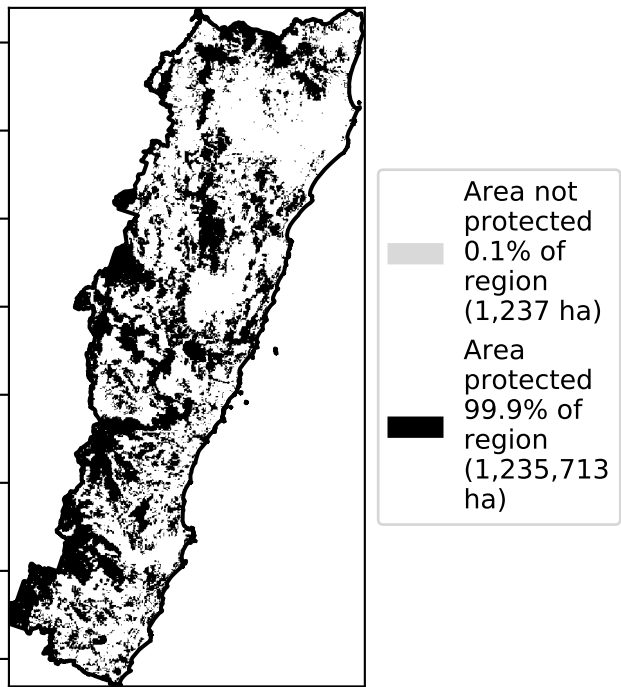 Area not
protected
0.1% of
region
(1,237 ha)
Area
protected
99.9% of
region
(1,235,713
ha)